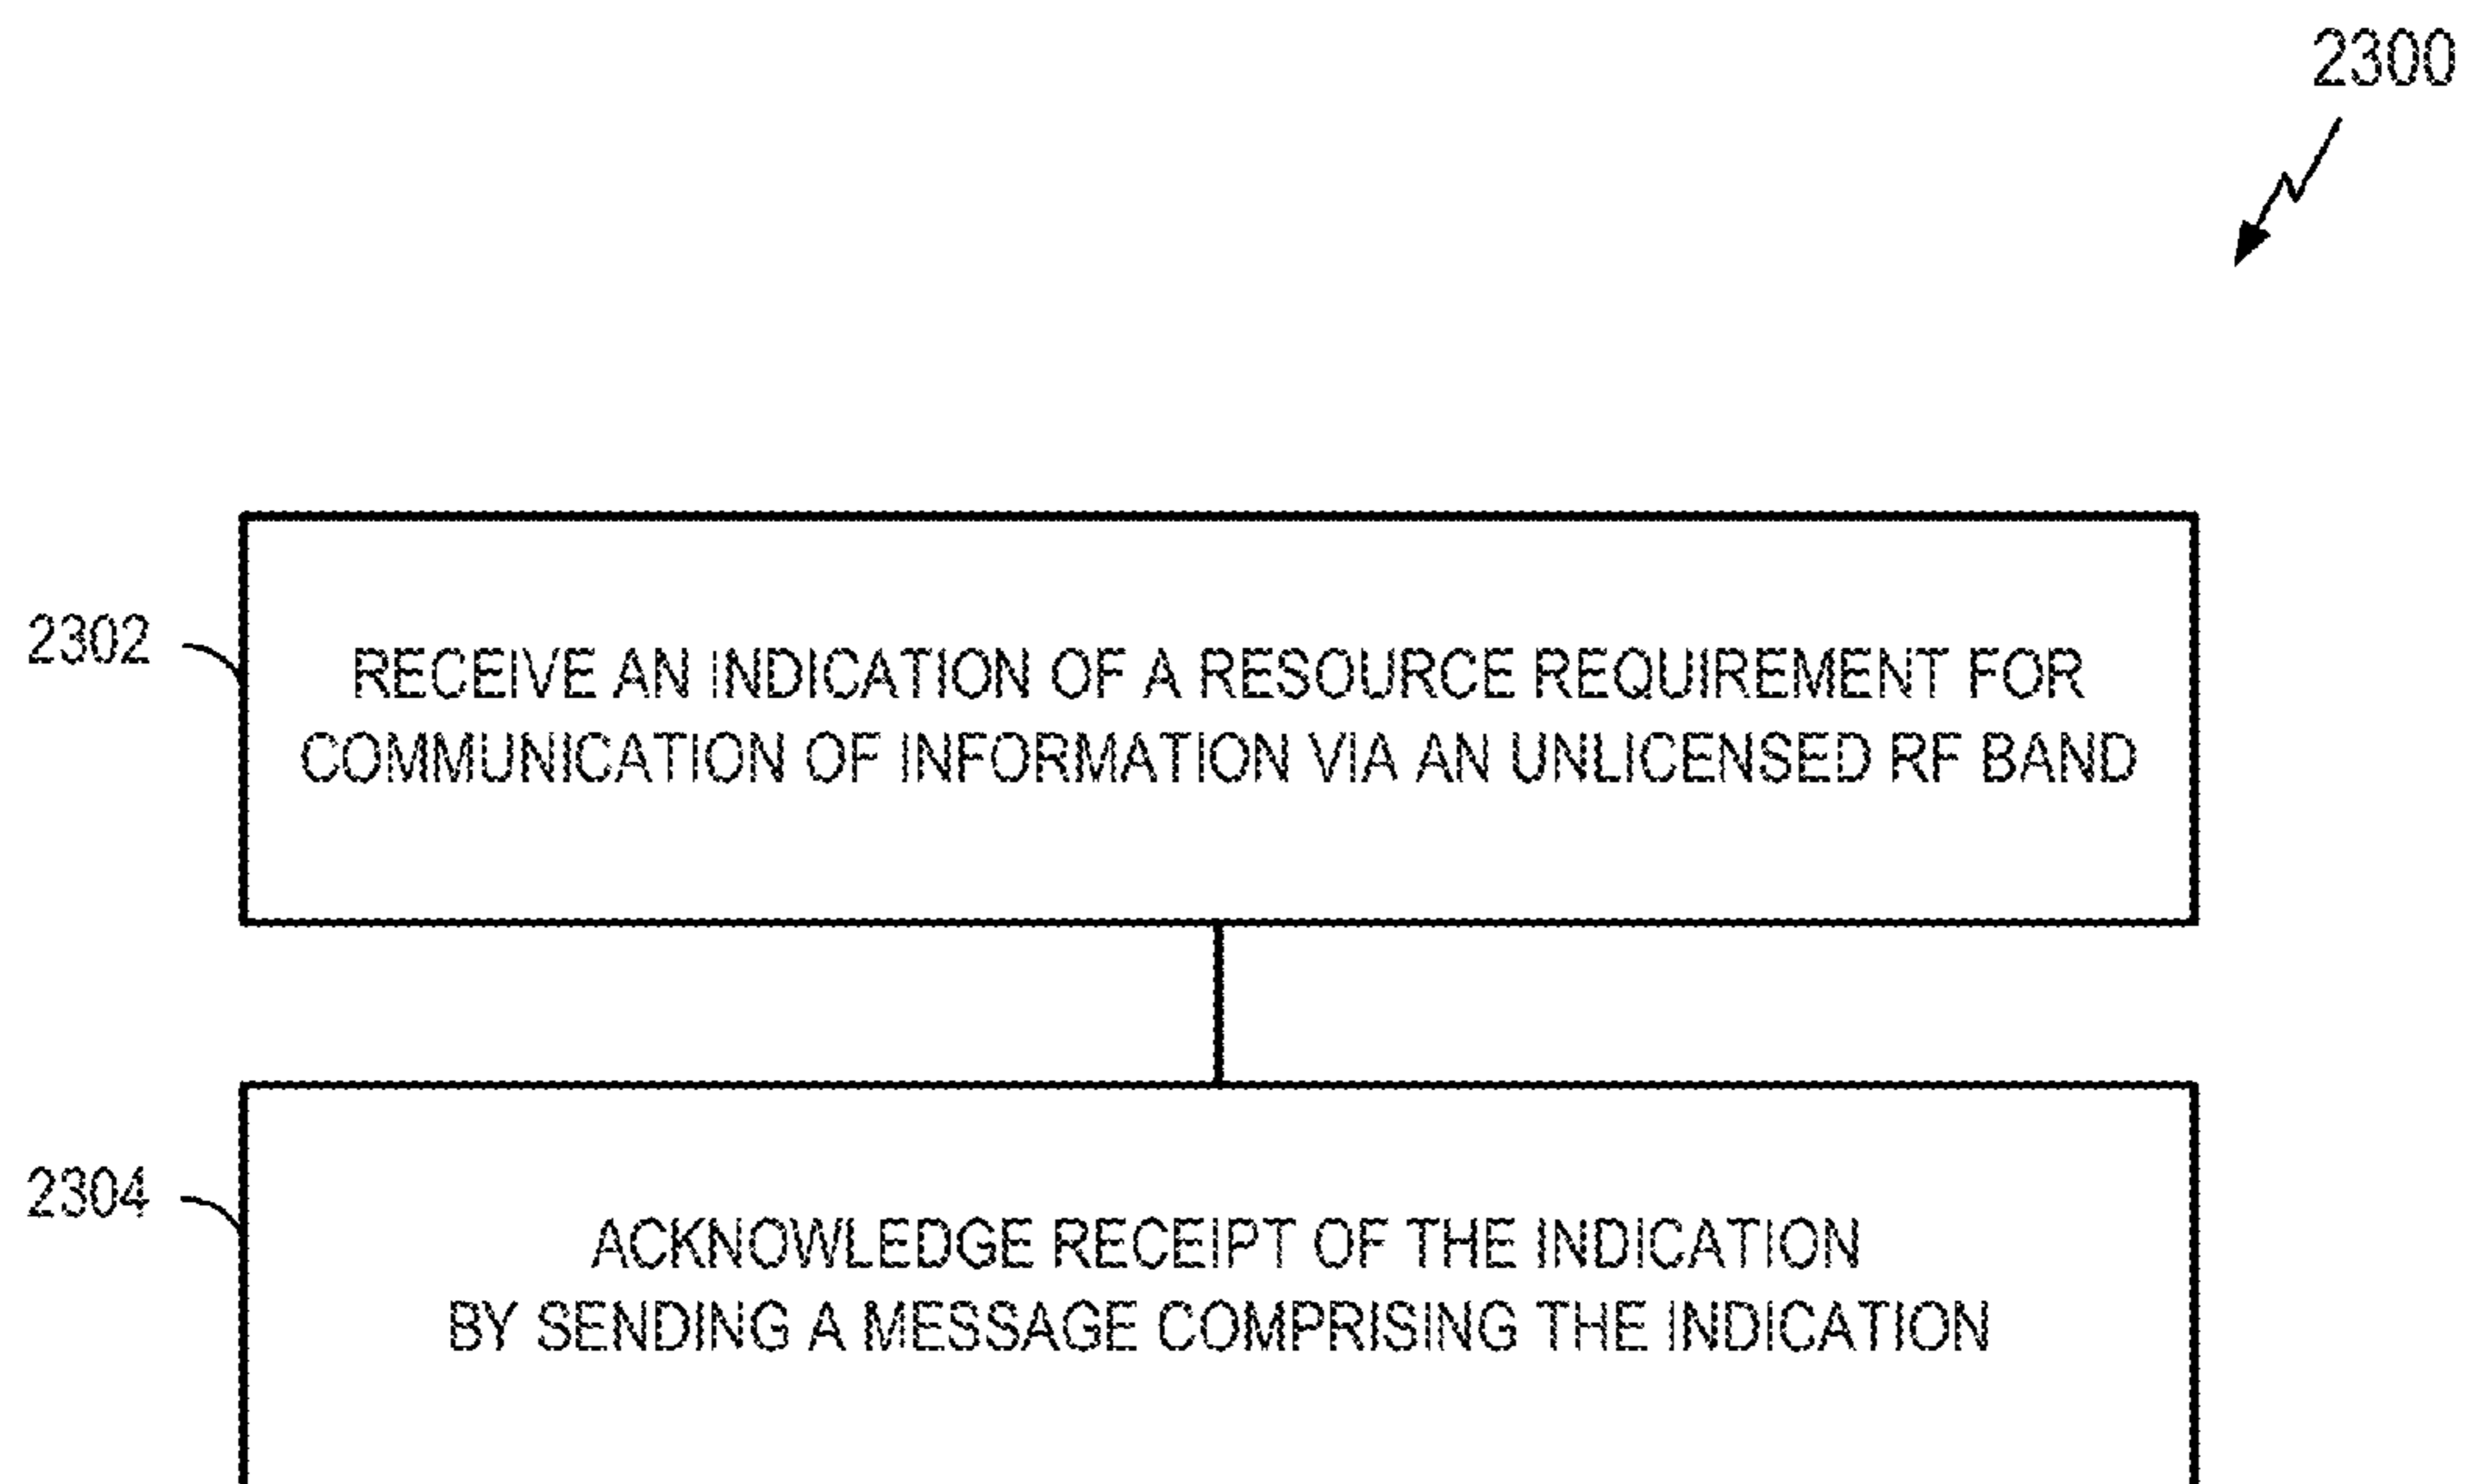 2300
2302
RECEIVE AN INDICATION OF A RESOURCE REQUIREMENT FOR
COMMUNICATION OF INFORMATION VIA AN UNLICENSED RF BAND
2304
ACKNOWLEDGE RECEIPT OF THE INDICATION
BY SENDING A MESSAGE COMPRISING THE INDICATION